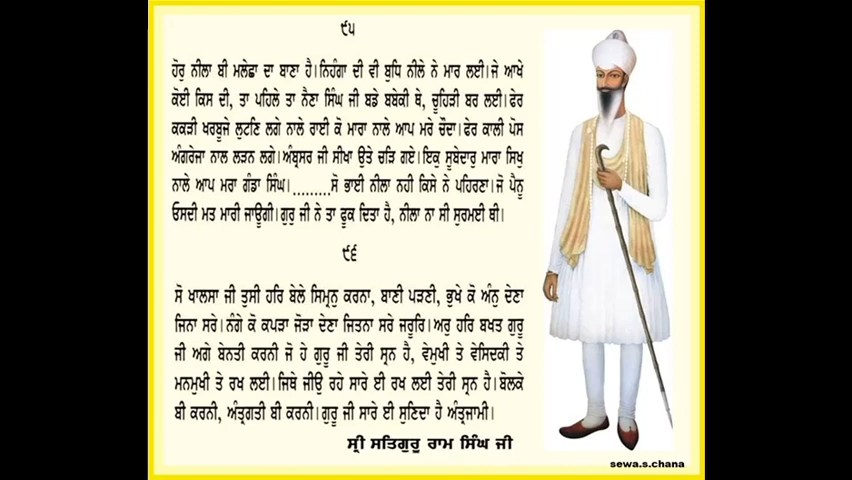 ੯੫
ਹੋਰੁ ਨੀਲਾ ਬੀ ਮਲੇਛਾ ਦਾ ਬਾਣਾ ਹੈ।ਨਿਹੰਗਾ ਦੀ ਵੀ ਬੁਧਿ ਨੀਲੇ ਨੇ ਮਾਰ ਲਈ।ਜੇ ਆਖੇ
ਕੋਈ ਕਿਸ ਦੀ, ਤਾ ਪਹਿਲੇ ਤਾ ਨੈਣਾ ਸਿੰਘ ਜੀ ਬਡੇ ਬਬੇਕੀ ਥੇ, ਚੂਹਿੜੀ ਬਰ ਲਈ।ਫੇਰ
ਕਕੜੀ ਖਰਬੂਜੇ ਲੁਟਣਿ ਲਗੇ ਨਾਲੇ ਰਾਈ ਕੋ ਮਾਰਾ ਨਾਲੇ ਆਪ ਮਰੇ ਚੌਦਾ।ਫੇਰ ਕਾਲੀ ਪੋਸ
ਅੰਗਰੇਜਾ ਨਾਲ ਲੜਨ ਲਗੇ।ਅੰਬ੍ਰਸਰ ਜੀ ਸੀਖਾ ਉਤੇ ਚੜਿ ਗਏ।ਇਕੁ ਸੂਬੇਦਾਰੁ ਮਾਰਾ ਸਿਖੁ
ਨਾਲੇ ਆਪ ਮਰਾ ਗੰਡਾ ਸਿੰਘ।.........ਸੋ ਭਾਈ ਨੀਲਾ ਨਹੀ ਕਿਸੇ ਨੇ ਪਹਿਰਣਾ।ਜੋ ਪੈਨੂ
ਓਸਦੀ ਮਤ ਮਾਰੀ ਜਾਊਗੀ।ਗੁਰੂ ਜੀ ਨੇ ਤਾ ਫੂਕ ਦਿਤਾ ਹੈ, ਨੀਲਾ ਨਾ ਸੀ ਸੁਰਮਈ ਥੀ।
੯੬
ਸੋ ਖਾਲਸਾ ਜੀ ਤੁਸੀ ਹਰਿ ਬੇਲੇ ਸਿਮ੍ਰਨੁ ਕਰਨਾ, ਬਾਣੀ ਪੜਣੀ, ਭੁਖੇ ਕੋ ਅੰਨੁ ਦੇਣਾ
ਜਿਨਾ ਸਰੇ।ਨੰਗੇ ਕੋ ਕਪੜਾ ਜੋੜਾ ਦੇਣਾ ਜਿਤਨਾ ਸਰੇ ਜਰੂਰਿ।ਅਰੁ ਹਰਿ ਬਖਤ ਗੁਰੂ
ਜੀ ਅਗੇ ਬੇਨਤੀ ਕਰਨੀ ਜੋ ਹੇ ਗੁਰੂ ਜੀ ਤੇਰੀ ਸ੍ਰਨ ਹੈ, ਵੇਮੁਖੀ ਤੇ ਵੇਸਿਦਕੀ ਤੇ
ਮਨਮੁਖੀ ਤੇ ਰਖ ਲਈ।ਜਿਥੇ ਜੀਉ ਰਹੇ ਸਾਰੇ ਈ ਰਖ ਲਈ ਤੇਰੀ ਸ੍ਰਨ ਹੈ।ਬੋਲਕੇ
ਬੀ ਕਰਨੀ, ਅੰਤ੍ਰਗਤੀ ਬੀ ਕਰਨੀ।ਗੁਰੂ ਜੀ ਸਾਰੇ ਈ ਸੁਣਿਦਾ ਹੈ ਅੰਤ੍ਰਜਾਮੀ।
ਸ੍ਰੀ ਸਤਿਗੁਰੂ ਰਾਮ ਸਿੰਘ ਜੀ
sewa.s.chana